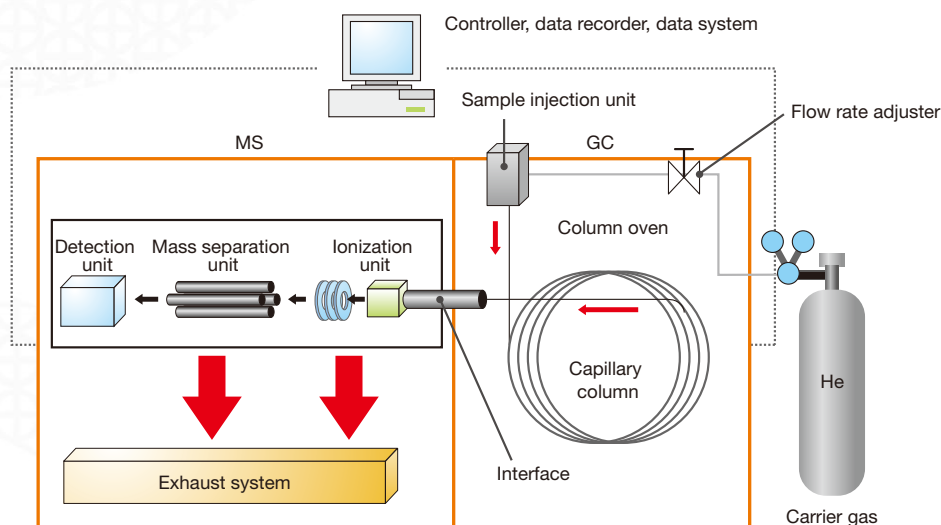 Controller, data recorder, data system
Sample injection unit
Flow rate adjuster
MS
GC
Column oven
Detection
unit
Mass separation
unit
Ionization
unit
Capillary
column
He
Interface
Exhaust system
Carrier gas